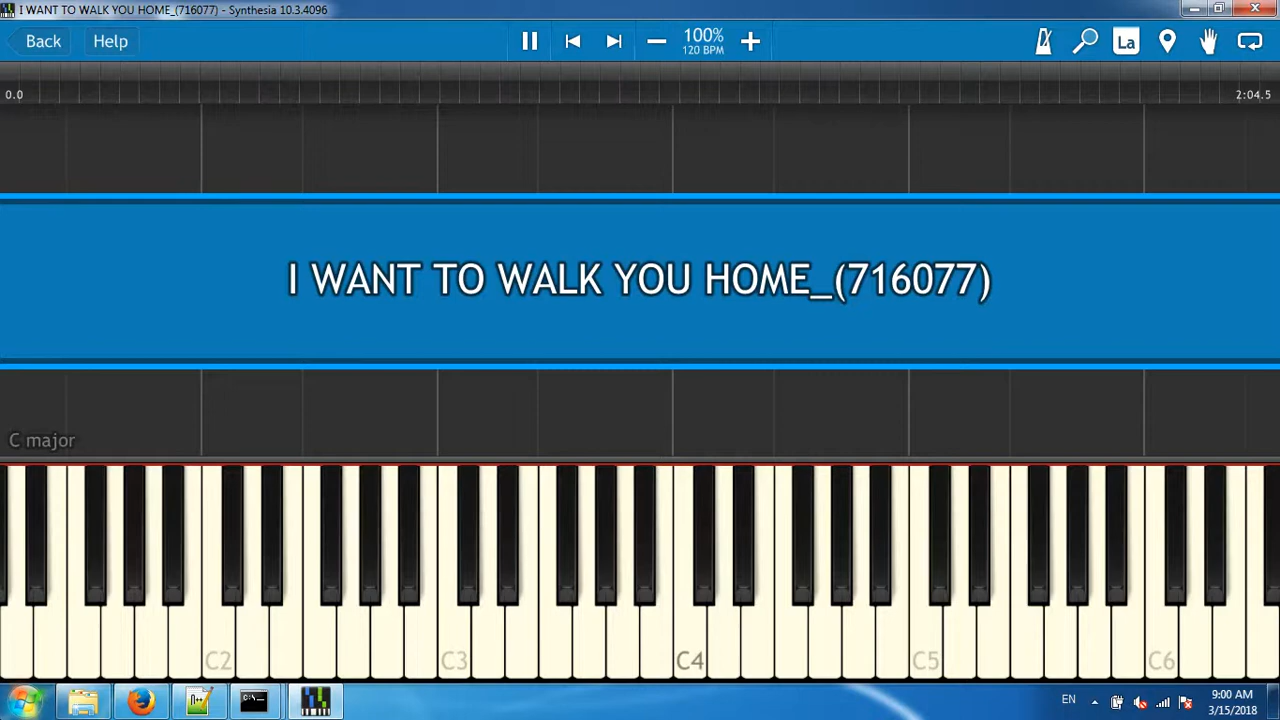 I WANT TO WALK YOU HOME_(716077) - Synthesia 10.3.4096
Back Help 100% La
120 BPM
0.0 2:04.5
I WANT TO WALK YOU HOME_(716077)
C major
C2 C3 C4 C5 C6
EN 9:00 AM
3/15/2018